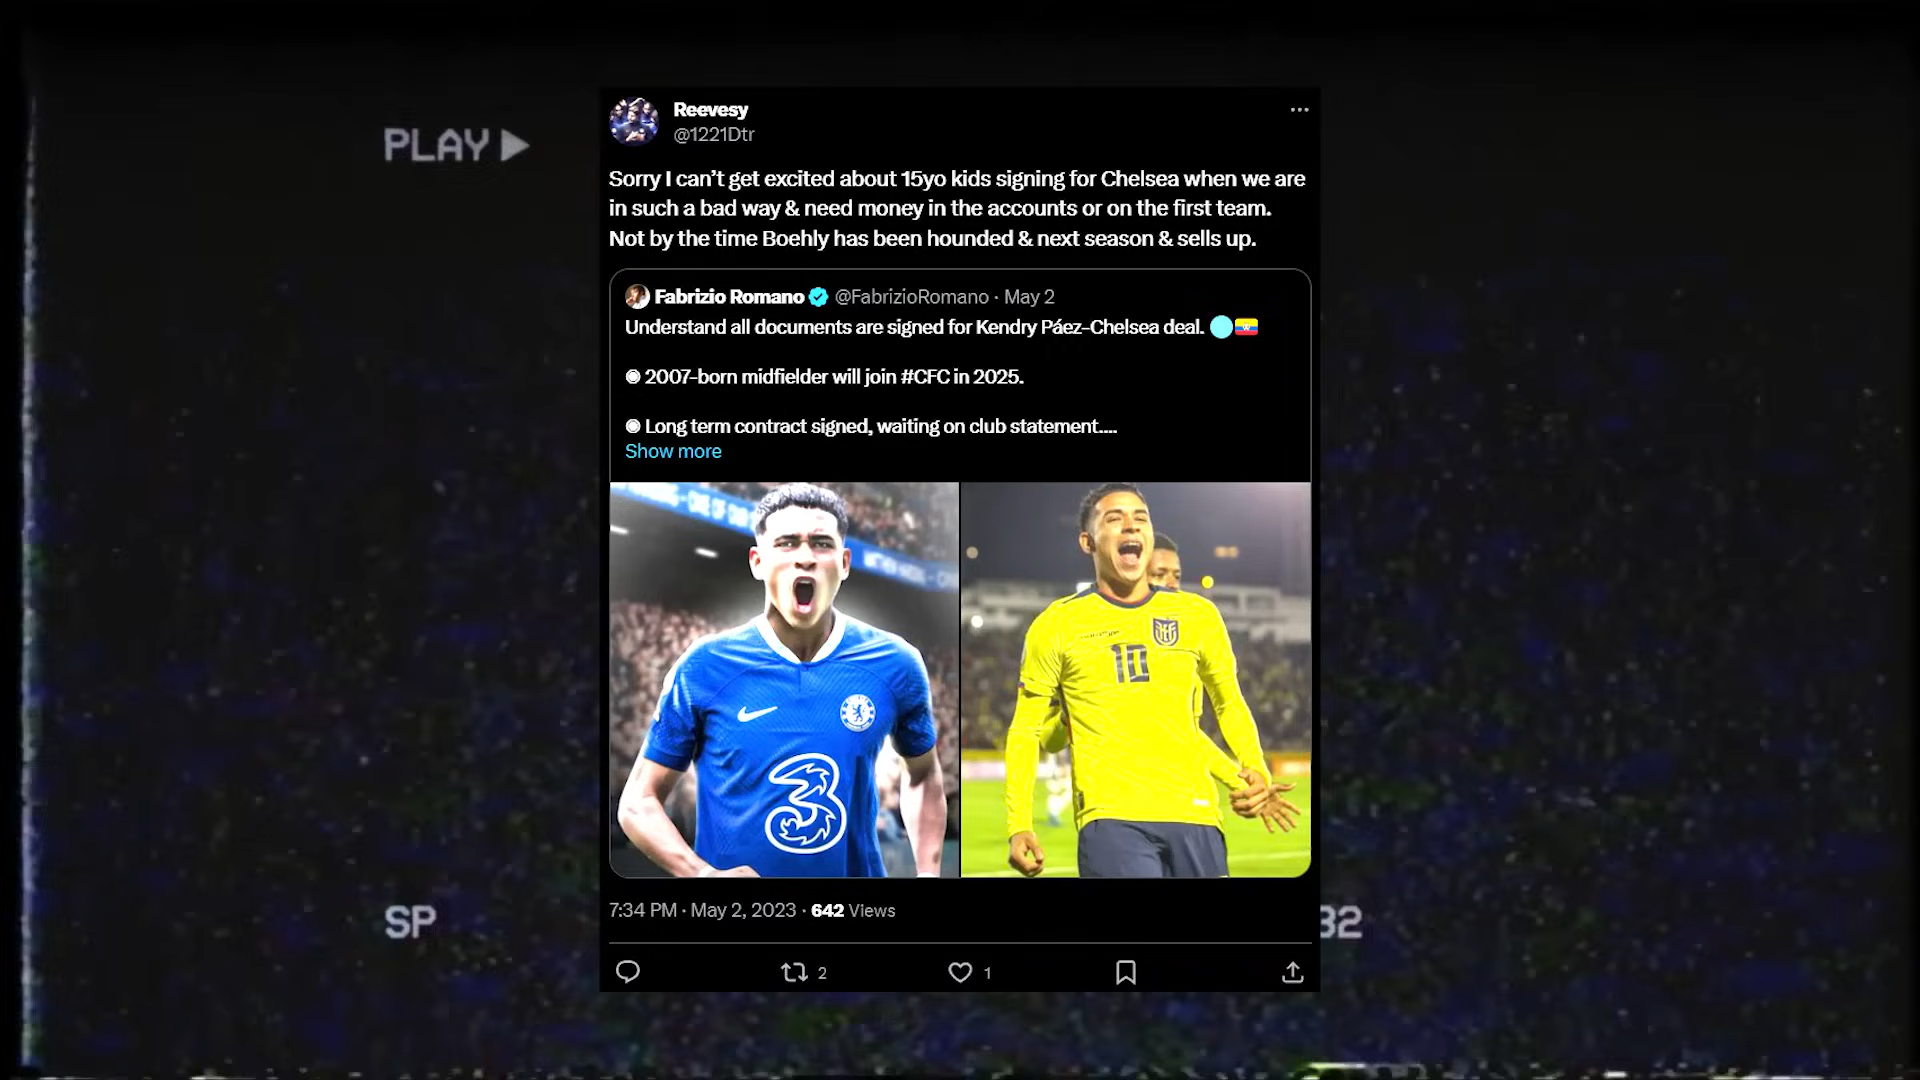 PLAY
Reevesy
@1221Dtr
Sorry I can't get excited about 15yo kids signing for Chelsea when we are
in such a bad way & need money in the accounts or on the first team.
Not by the time Boehly has been hounded & next season & sells up.
Fabrizio Romano @FabrizioRomano · May 2
Understand all documents are signed for Kendry Páez-Chelsea deal.
◉ 2007-born midfielder will join #CFC in 2025.
◉ Long term contract signed, waiting on club statement....
Show more
3
10
7:34 PM · May 2, 2023 · 642 Views
SP
32
2
1